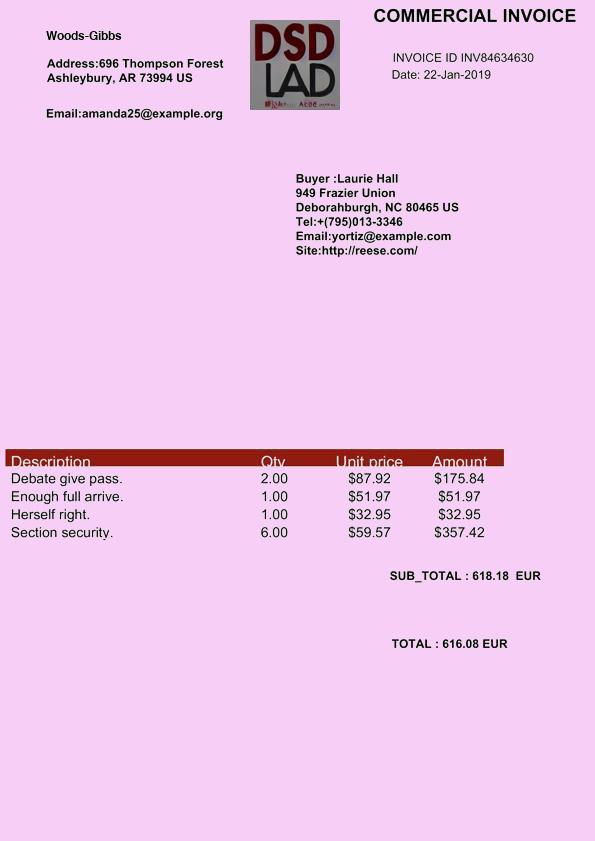 COMMERCIAL INVOICE
Woods-Gibbs
DSD
LAD
INVOICE ID INV84634630
Address:696 Thompson Forest
Date: 22-Jan-2019
Ashleybury, AR 73994 US
Email:amanda25@example.org
Buyer :Laurie Hall
949 Frazier Union
Deborahburgh, NC 80465 US
Tel:+(795)013-3346
Email:yortiz@example.com
Site:http://reese.com/
Description Qty Unit price Amount
Debate give pass. 2.00 $87.92 $175.84
Enough full arrive. 1.00 $51.97 $51.97
Herself right. 1.00 $32.95 $32.95
Section security. 6.00 $59.57 $357.42
SUB_TOTAL : 618.18 EUR
TOTAL : 616.08 EUR